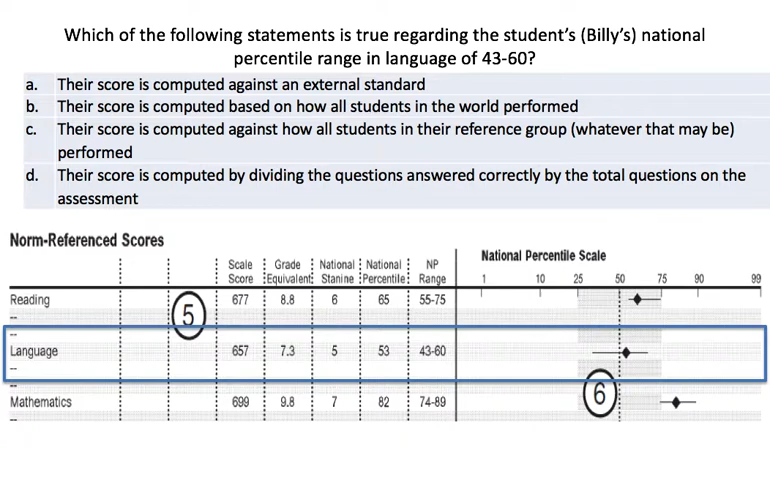 Which of the following statements is true regarding the student's (Billy's) national
percentile range in language of 43-60?
a. Their score is computed against an external standard
b. Their score is computed based on how all students in the world performed
c. Their score is computed against how all students in their reference group (whatever that may be)
performed
d. Their score is computed by dividing the questions answered correctly by the total questions on the
assessment
Norm-Referenced Scores
National Percentile Scale
Scale Grade National National NP
Score Equivalent Stanine Percentile Range 1 10 25 50 75 90 99
Reading 677 8.8 6 65 55-75
--
5
--
Language 657 7.3 5 53 43-60
--
--
6
Mathematics 699 9.8 7 82 74-89
--